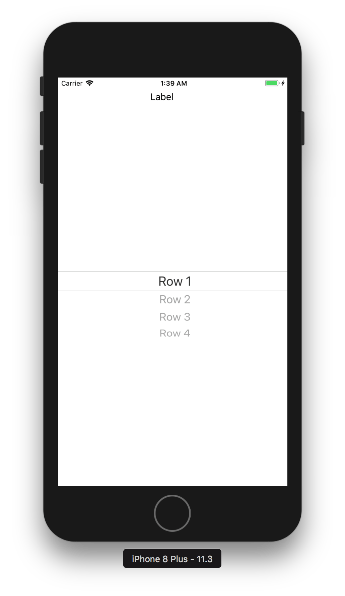 Carrier 1:39 AM
Label
Row 1
Row 2
Row 3
Row 4
iPhone 8 Plus - 11.3